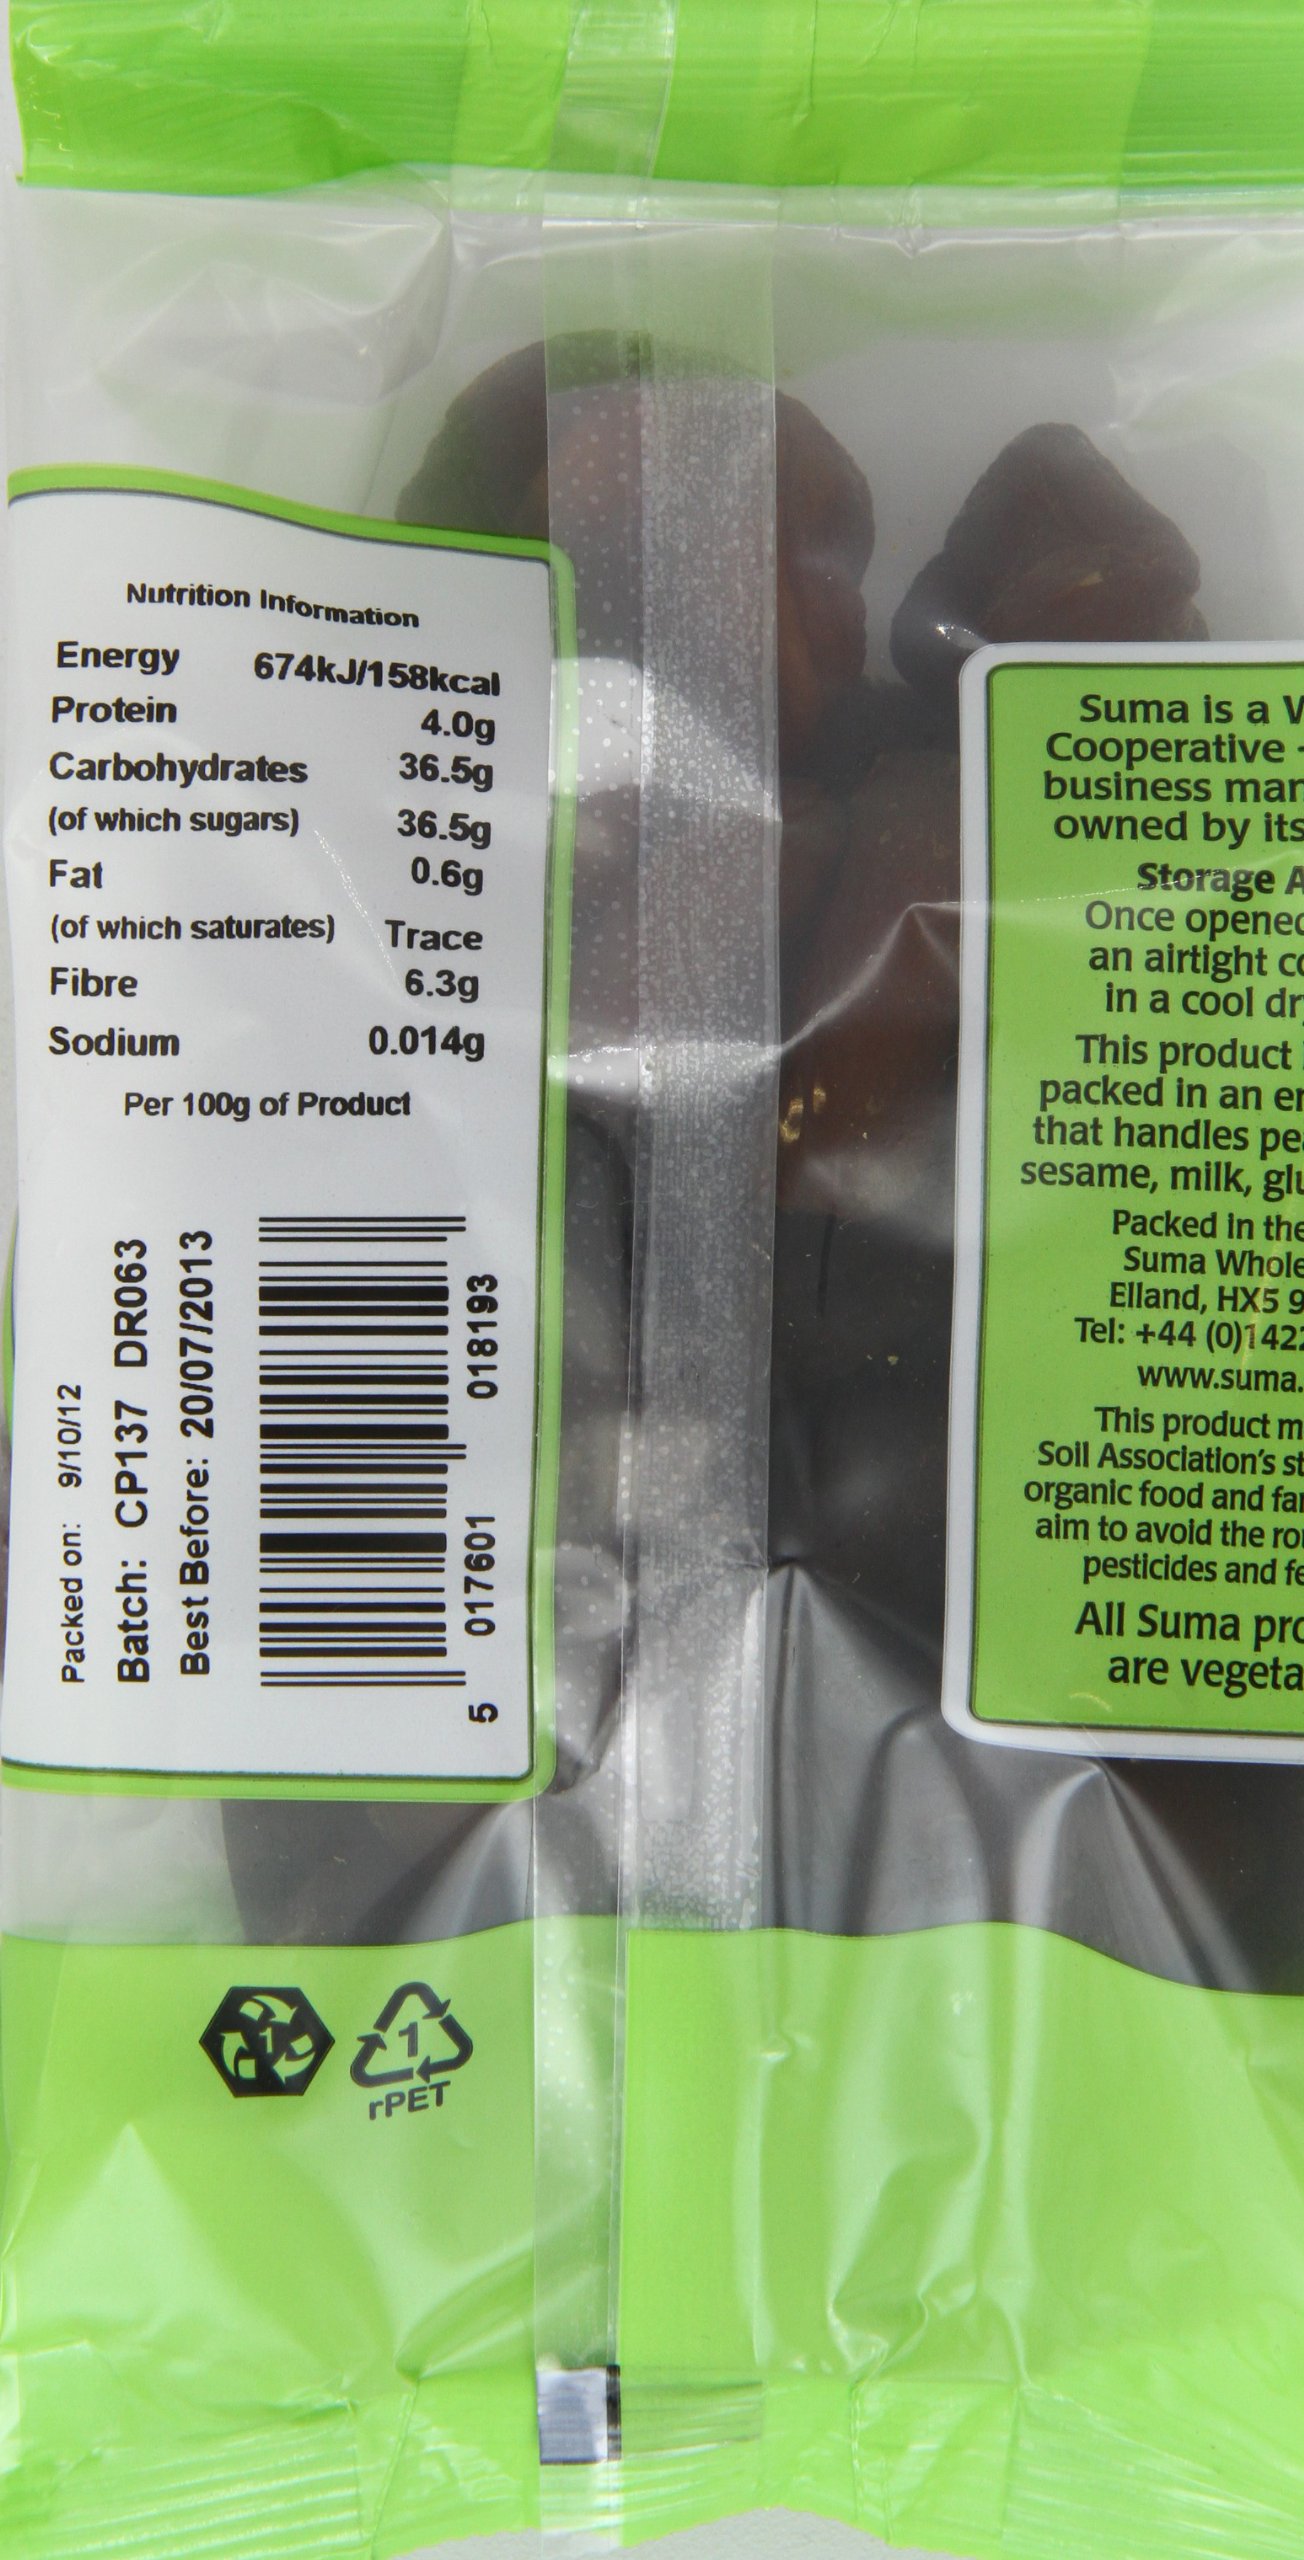 Nutrition Information
Energy 674kJ/158kcal
Protein 4.0g
Carbohydrates 36.5g
(of which sugars) 36.5g
Fat 0.6g
(of which saturates) Trace
Fibre 6.3g
Sodium 0.014g
Per 100g of Product
Packed on: 9/10/12
Batch: CP137 DR063
Best Before: 20/07/2013
5 017601 018193
1
1
rPET
Suma is a
Cooperative -
business
owned by its
Storage
Once
an airtight
in a cool
This product
packed in an
that handles
sesame, milk,
Packed in the
Suma
Elland, HX5 9
Tel: +44 (0)1422
www.suma.
This product
Soil Association's
organic food and
aim to avoid the
pesticides and
All Suma
are